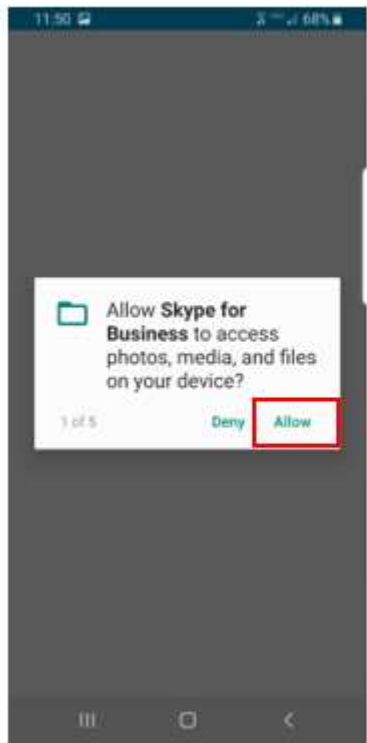 11:50 68%
Allow Skype for
Business to access
photos, media, and files
on your device?
1 of 5 Deny Allow